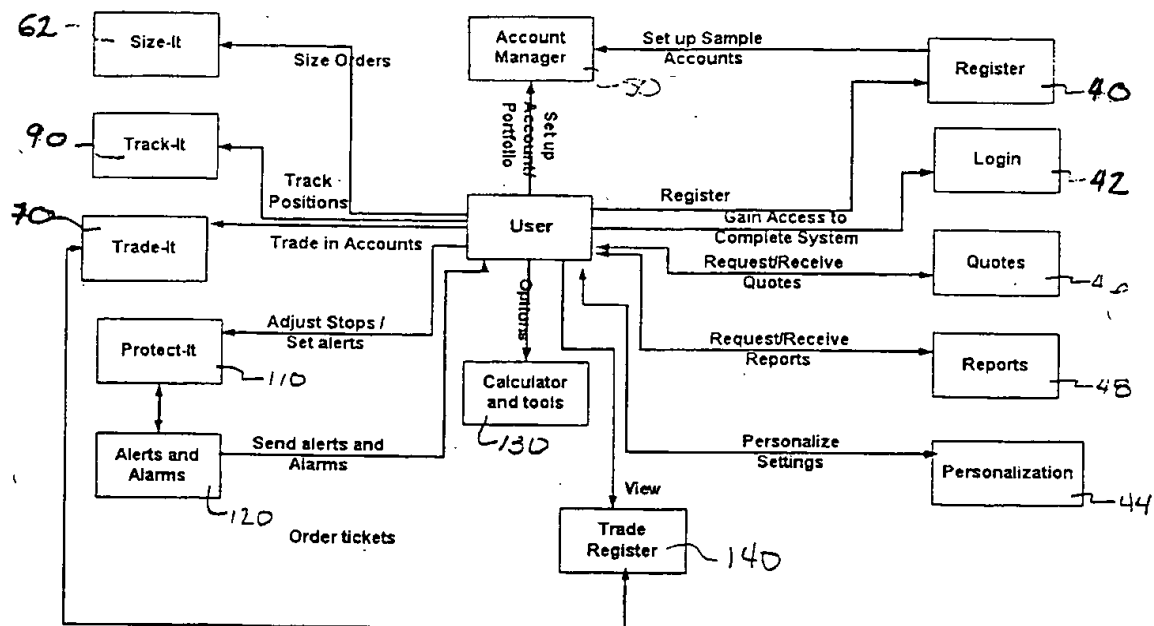 62
Size-It
Size Orders
Account
Manager
50
Set up Sample
Accounts
Register
40
90
Track-It
Track
Positions
Set up
Account/
Portfolio
Login
42
Register
Gain Access to
Complete System
70
Trade-It
Trade in Accounts
User
Request/Receive
Quotes
Quotes
Adjust Stops /
Set alerts
Protect-It
110
Options
Calculator
and tools
130
Request/Receive
Reports
Reports
48
Alerts and
Alarms
120
Send alerts and
Alarms
Personalize
Settings
Personalization
44
View
Order tickets
Trade
Register
140